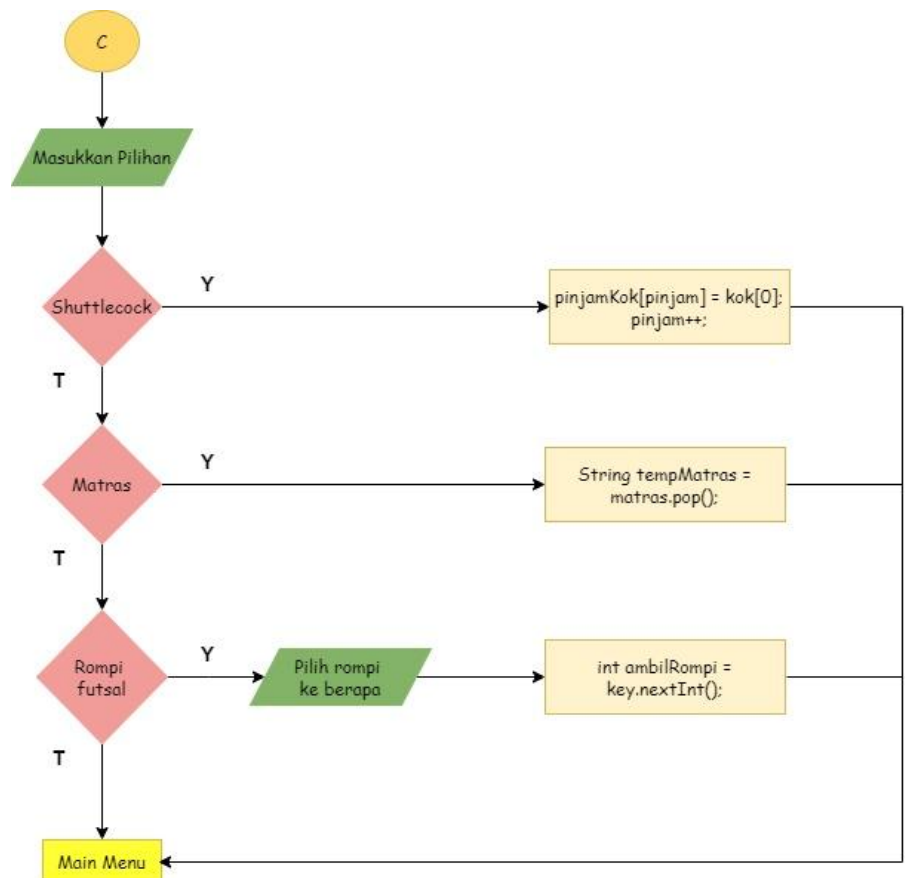 C
Masukkan Pilihan
Shuttlecock
Y
pinjamKok[pinjam] = kok[0];
pinjam++;
T
Matras
Y
String tempMatras =
matras.pop();
T
Rompi
futsal
Y
Pilih rompi
ke berapa
int ambilRompi =
key.nextInt();
T
Main Menu